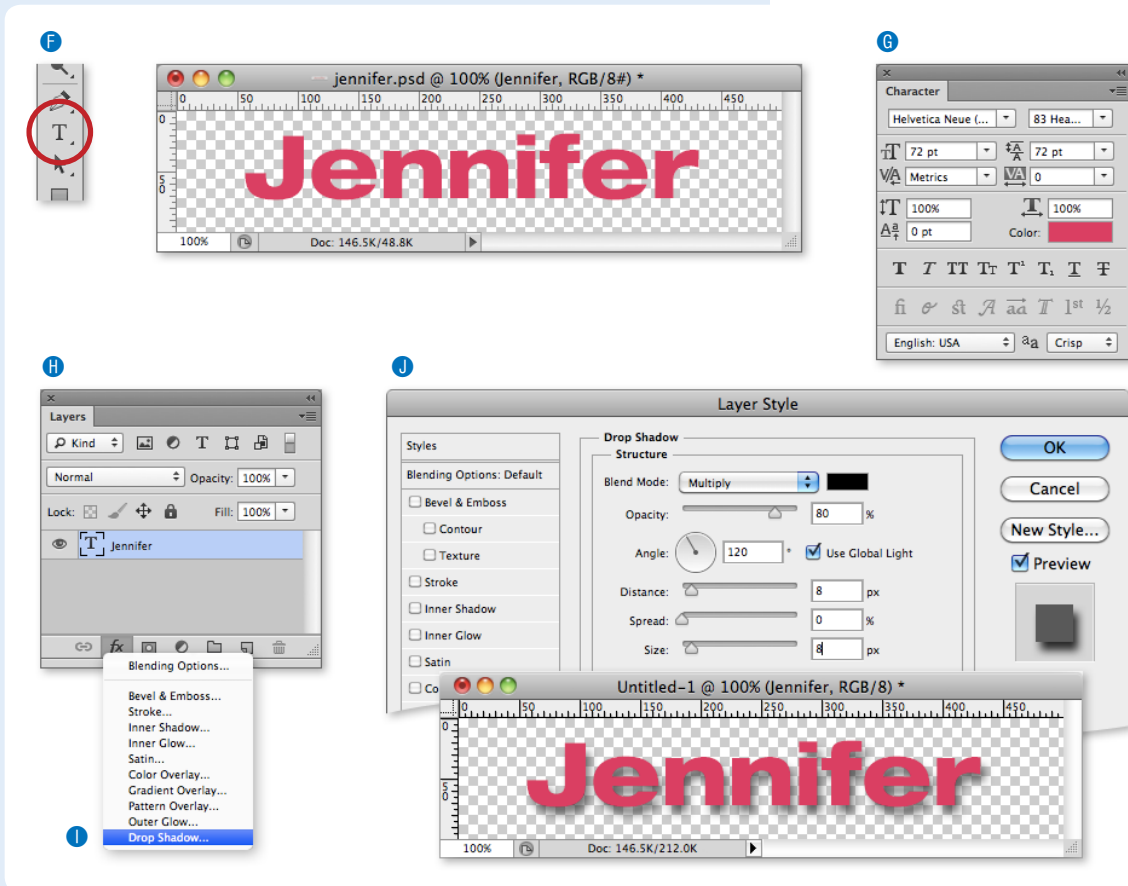 F
T
jennifer.psd @ 100% (Jennifer, RGB/8#) *
0 50 100 150 200 250 300 350 400 450
0
50
Jennifer
100% Doc: 146.5K/48.8K
G
Character
Helvetica Neue (... 83 Hea...
72 pt 72 pt
Metrics 0
100% 100%
0 pt Color:
T T TT Tt T¹ T₁ T T
fi st A ad T 1st ½
English: USA aa Crisp
H
Layers
Kind T
Normal Opacity: 100%
Lock: Fill: 100%
T Jennifer
fx
Blending Options...
Bevel & Emboss...
Stroke...
Inner Shadow...
Inner Glow...
Satin...
Color Overlay...
Gradient Overlay...
Pattern Overlay...
Outer Glow...
I
Drop Shadow...
J
Layer Style
Styles
Blending Options: Default
Bevel & Emboss
Contour
Texture
Stroke
Inner Shadow
Inner Glow
Satin
Co
Drop Shadow
Structure
Blend Mode: Multiply
Opacity: 80 %
Angle: 120 ° Use Global Light
Distance: 8 px
Spread: 0 %
Size: 8 px
OK
Cancel
New Style...
Preview
Untitled-1 @ 100% (Jennifer, RGB/8) *
0 50 100 150 200 250 300 350 400 450
0
50
Jennifer
100% Doc: 146.5K/212.0K